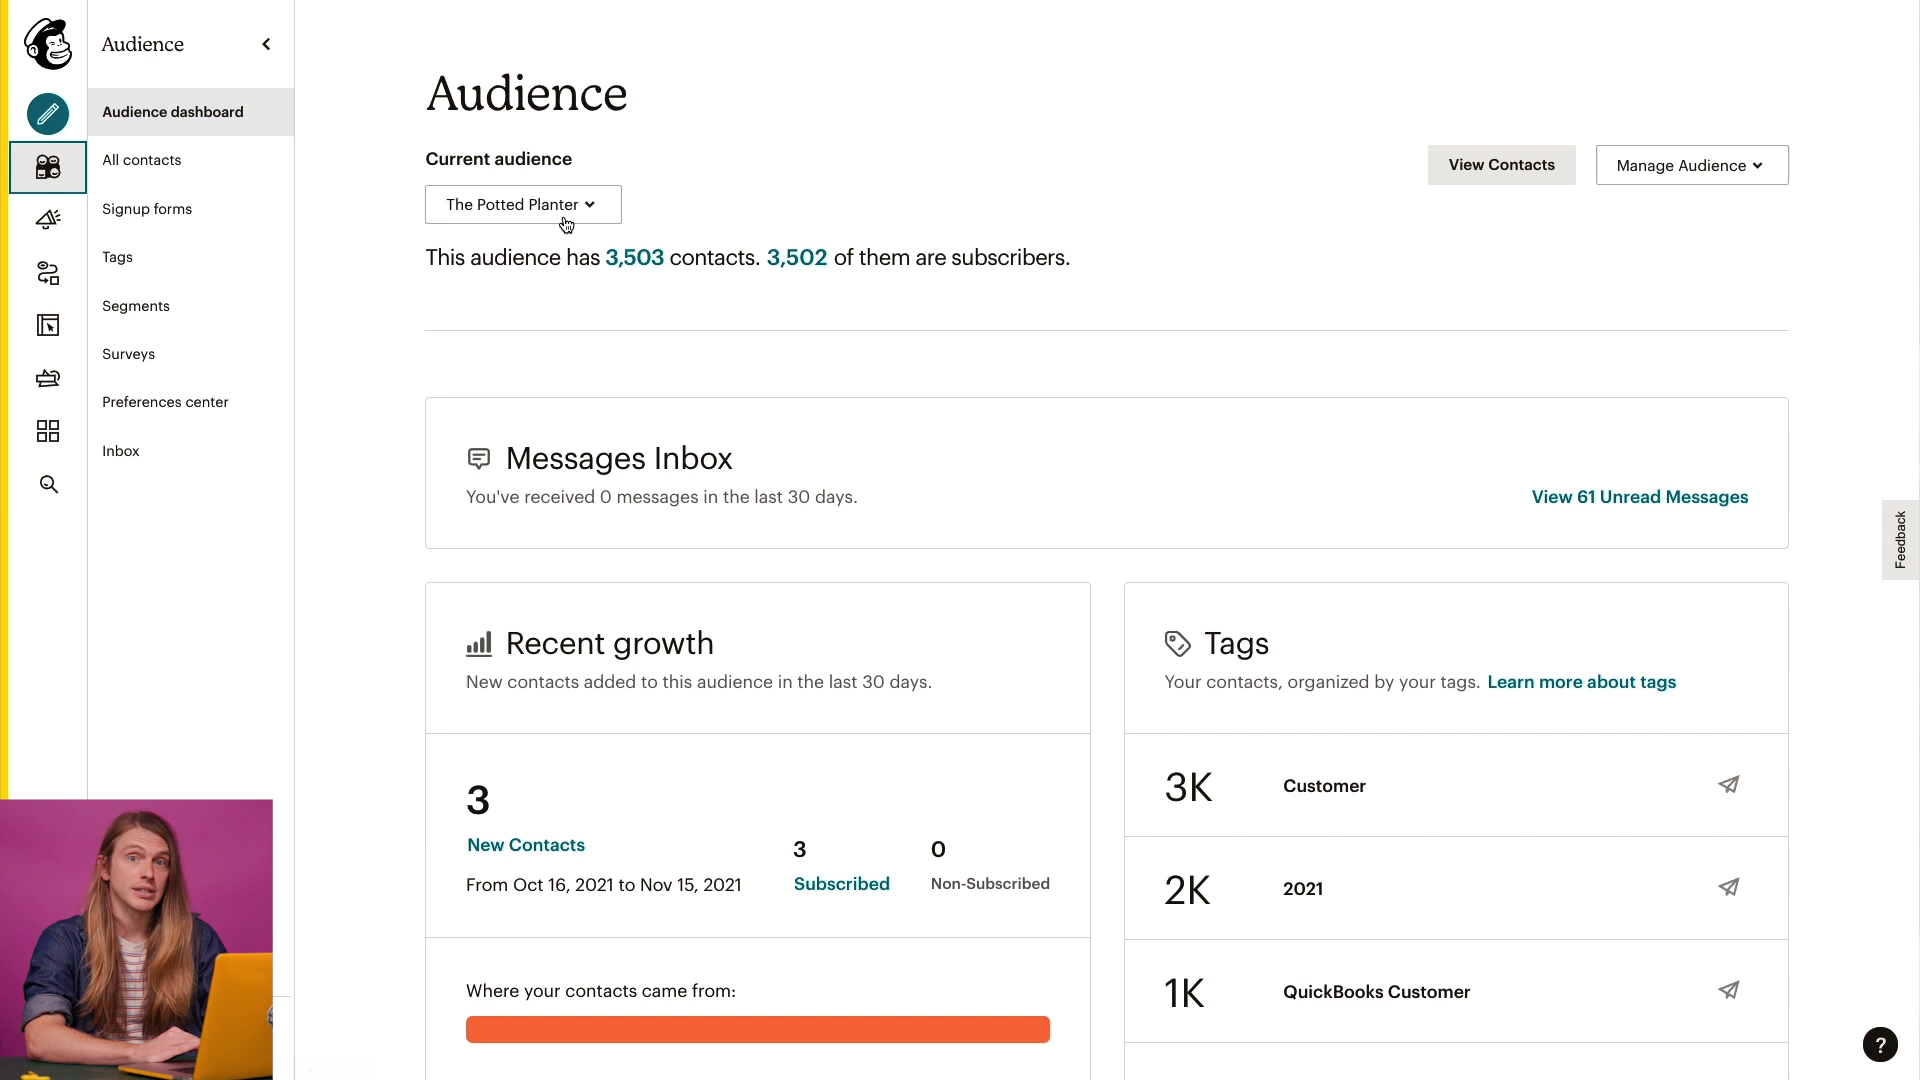 Audience
Audience dashboard
All contacts
Signup forms
Tags
Segments
Surveys
Preferences center
Inbox
Audience
Current audience
The Potted Planter
View Contacts
Manage Audience
This audience has 3,503 contacts. 3,502 of them are subscribers.
Messages Inbox
You've received 0 messages in the last 30 days.
View 61 Unread Messages
Feedback
Recent growth
New contacts added to this audience in the last 30 days.
3
New Contacts
From Oct 16, 2021 to Nov 15, 2021
3
Subscribed
0
Non-Subscribed
Where your contacts came from:
Tags
Your contacts, organized by your tags. Learn more about tags
3K Customer
2K 2021
1K QuickBooks Customer
?